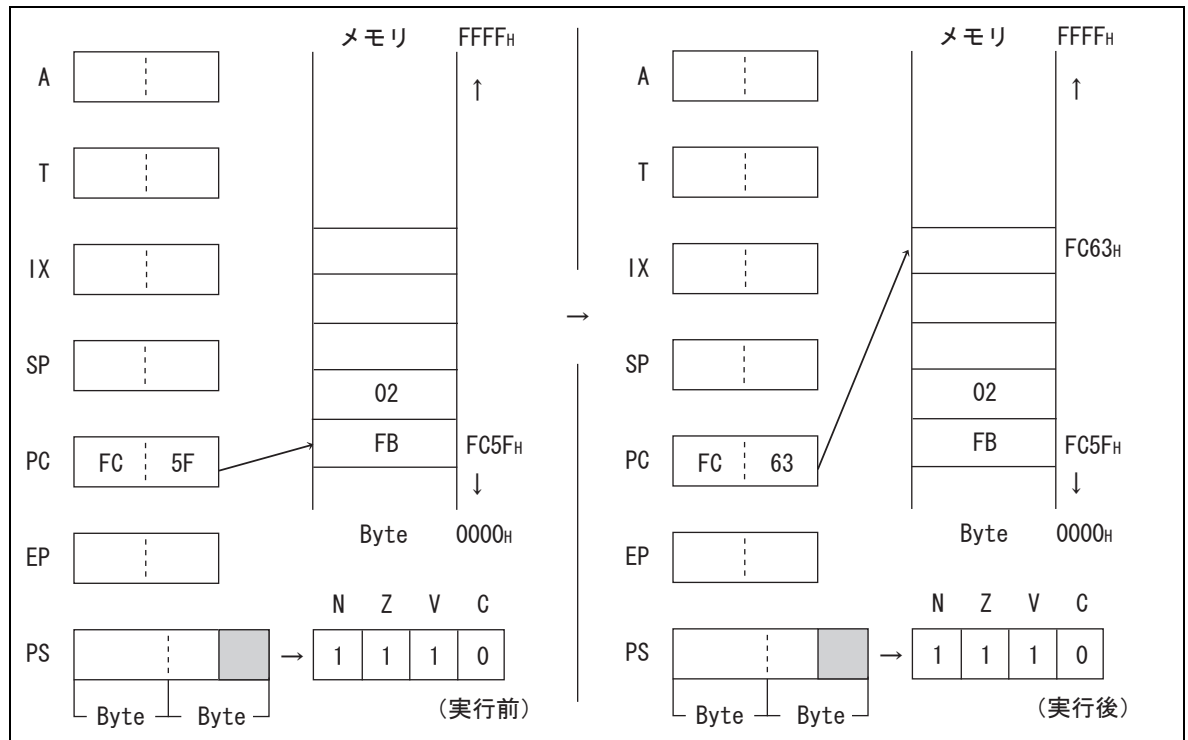 メモリ FFFFH
A
↑
T
IX
SP
02
PC FC 5F
FB FC5FH
↓
Byte 0000H
EP
N Z V C
PS → 1 1 1 0
Byte Byte (実行前)
→
メモリ FFFFH
A
↑
T
IX FC63H
SP
02
PC FC 63
FB FC5FH
↓
Byte 0000H
EP
N Z V C
PS → 1 1 1 0
Byte Byte (実行後)